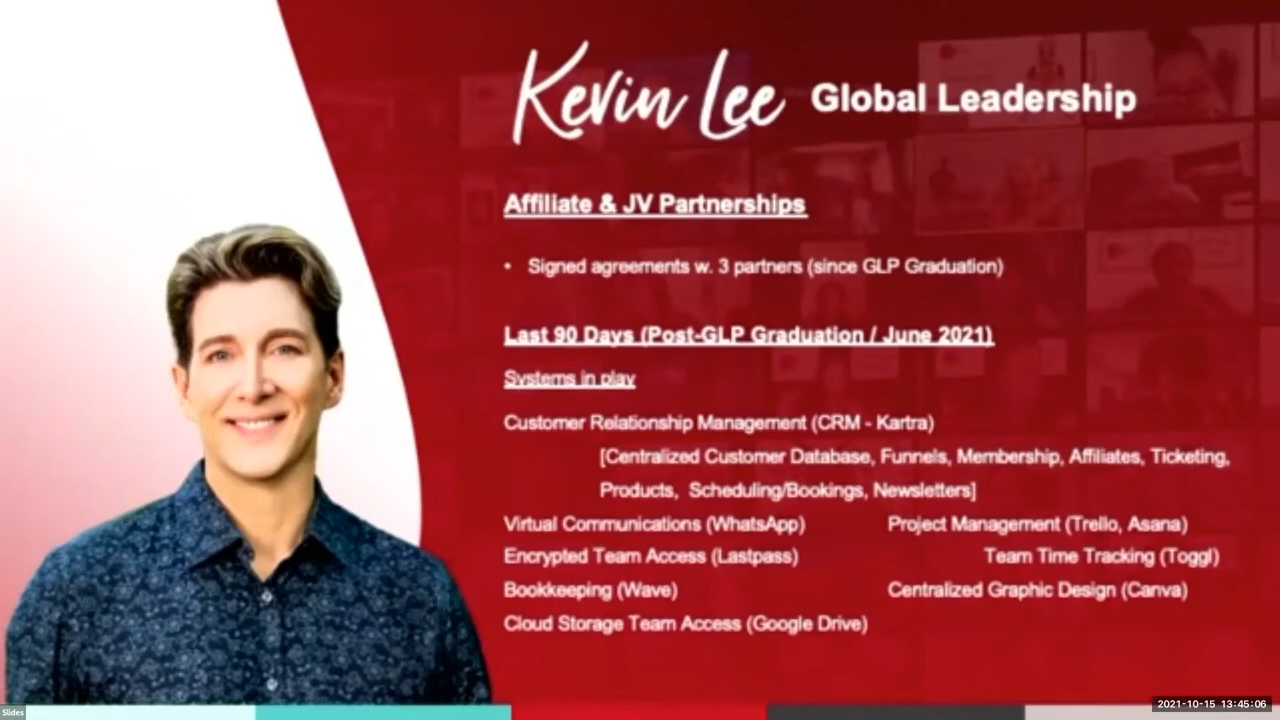 Kevin Lee Global Leadership
Affiliate & JV Partnerships
• Signed agreements w. 3 partners (since GLP Graduation)
Last 90 Days (Post-GLP Graduation / June 2021)
Systems in play
Customer Relationship Management (CRM - Kartra)
[Centralized Customer Database, Funnels, Membership, Affiliates, Ticketing,
Products, Scheduling/Bookings, Newsletters]
Virtual Communications (WhatsApp) Project Management (Trello, Asana)
Encrypted Team Access (Lastpass) Team Time Tracking (Toggl)
Bookkeeping (Wave) Centralized Graphic Design (Canva)
Cloud Storage Team Access (Google Drive)
Slides
2021-10-15 13:45:06